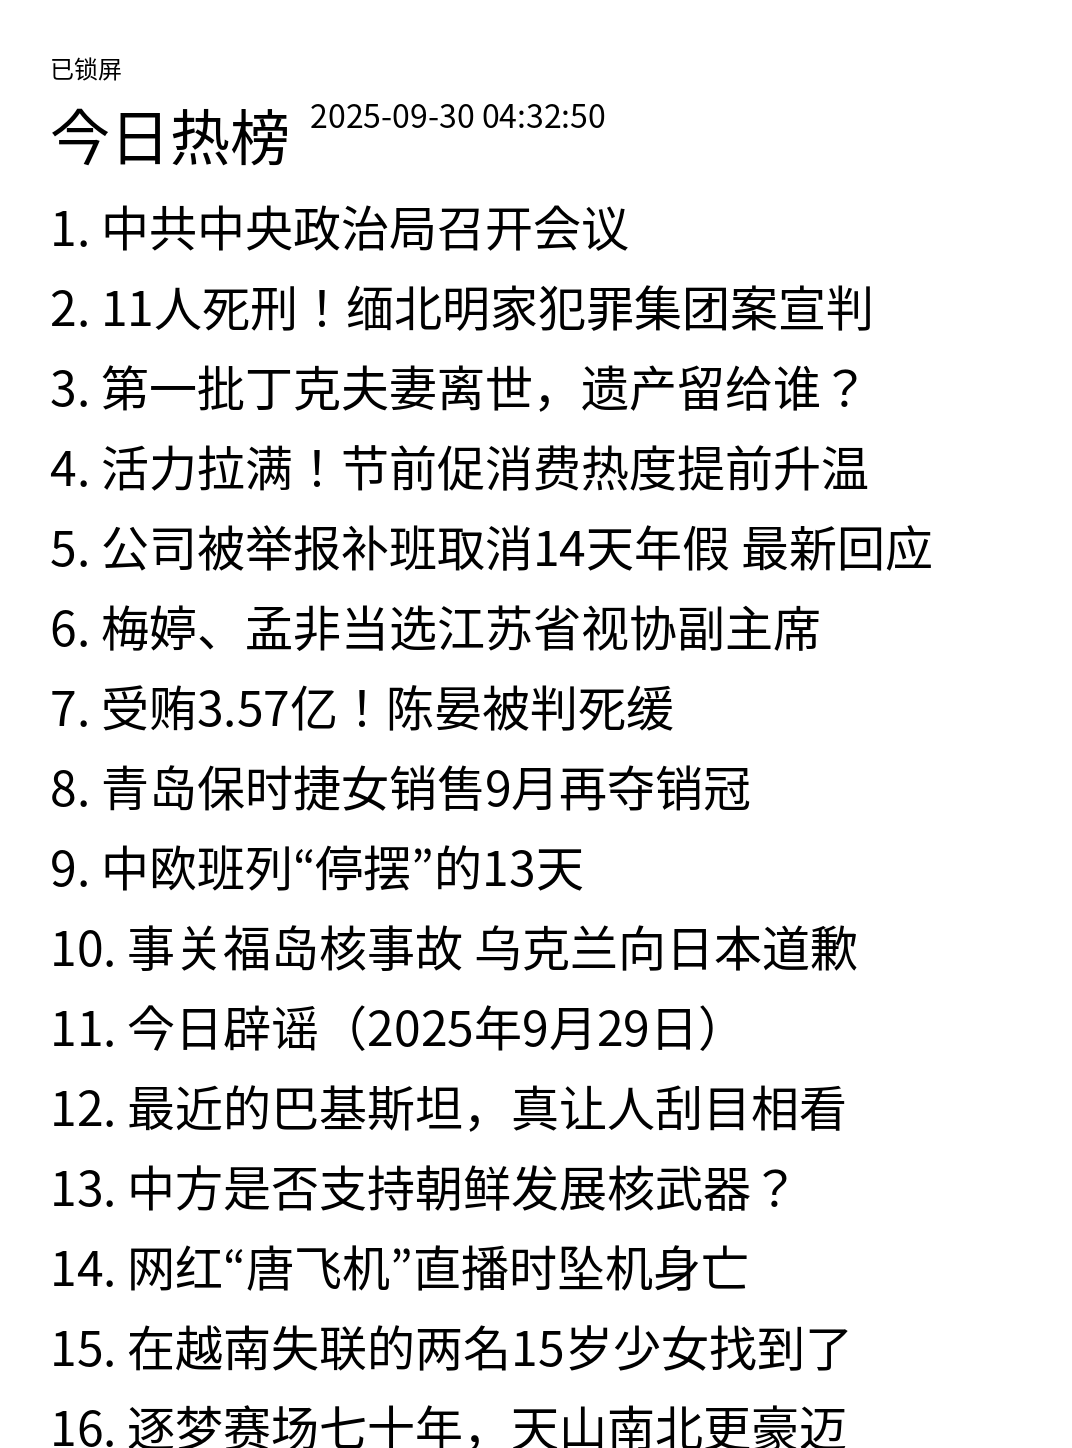 已锁屏
今日热榜 2025-09-30 04:32:50
1. 中共中央政治局召开会议
2. 11人死刑！缅北明家犯罪集团案宣判
3. 第一批丁克夫妻离世，遗产留给谁？
4. 活力拉满！节前促消费热度提前升温
5. 公司被举报补班取消14天年假 最新回应
6. 梅婷、孟非当选江苏省视协副主席
7. 受贿3.57亿！陈晏被判死缓
8. 青岛保时捷女销售9月再夺销冠
9. 中欧班列“停摆”的13天
10. 事关福岛核事故 乌克兰向日本道歉
11. 今日辟谣（2025年9月29日）
12. 最近的巴基斯坦，真让人刮目相看
13. 中方是否支持朝鲜发展核武器？
14. 网红“唐飞机”直播时坠机身亡
15. 在越南失联的两名15岁少女找到了
16. 逐梦赛场七十年，天山南北更豪迈